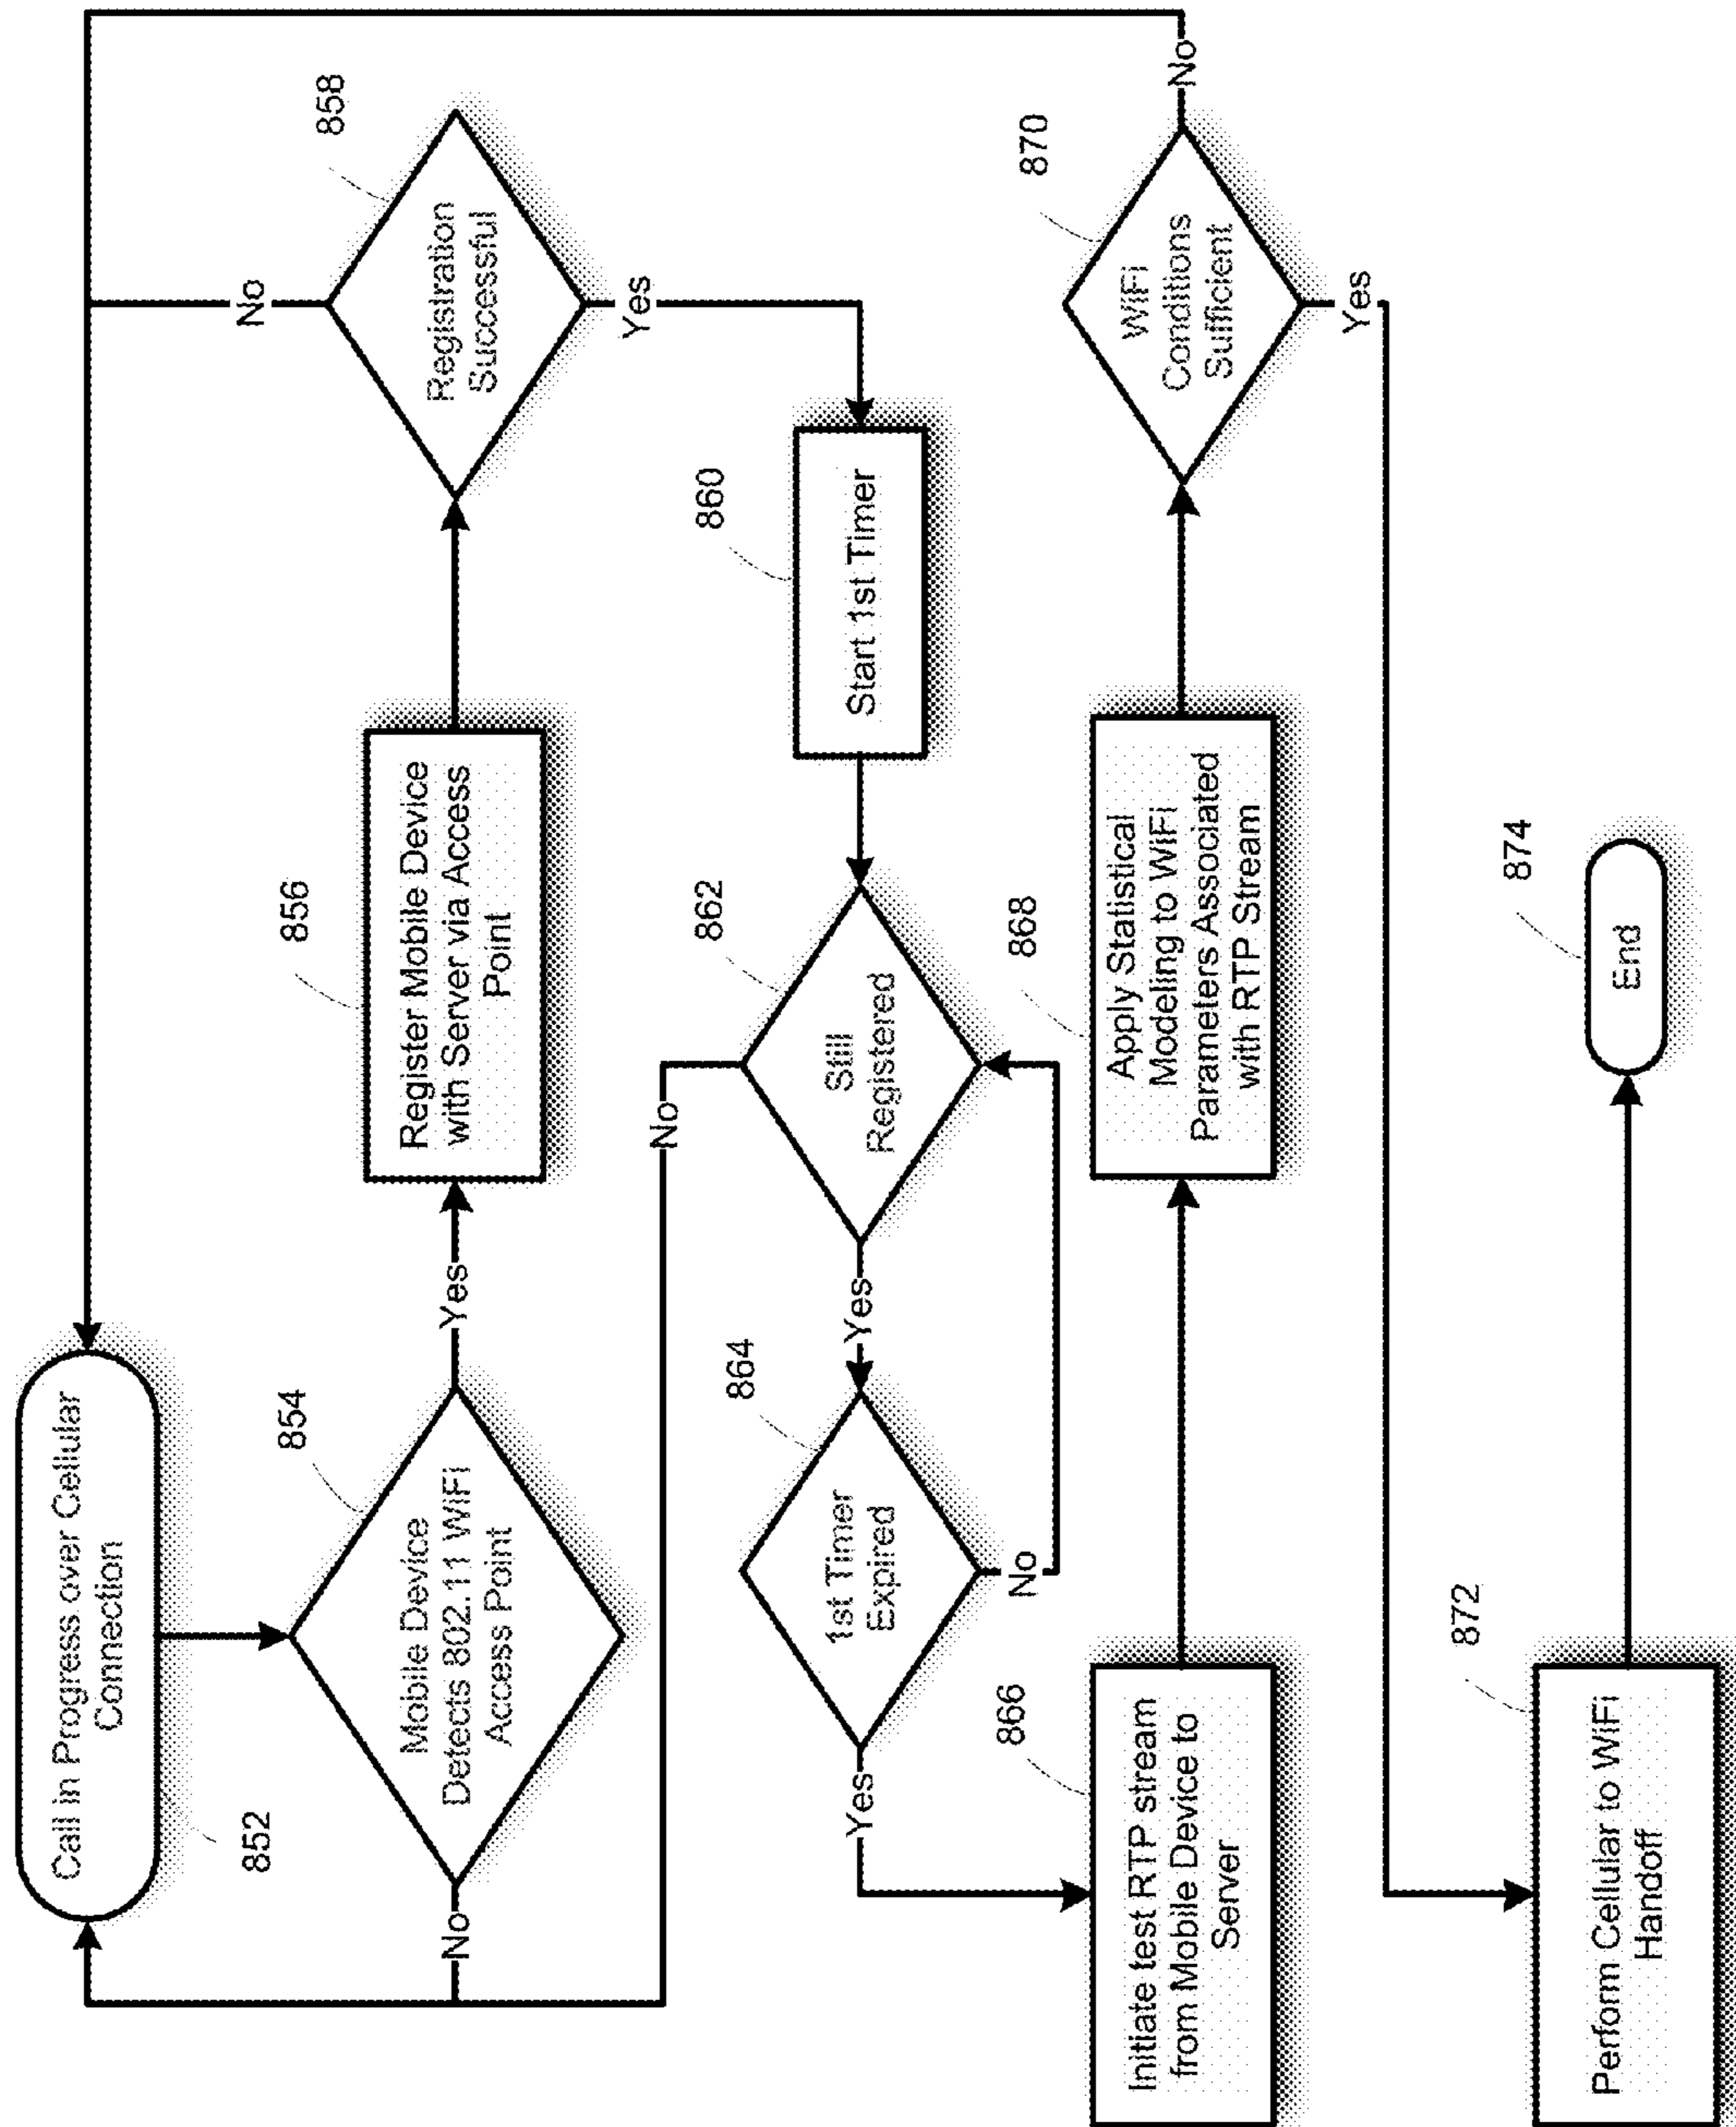 Call in Progress over Cellular
Connection
852
Mobile Device
Detects 802.11 WiFi
Access Point
854
No
Yes
Register Mobile Device
with Server via Access
Point
856
Registration
Successful
858
No
Yes
Start 1st Timer
860
Still
Registered
862
No
Yes
1st Timer
Expired
864
No
Yes
Initiate test RTP stream
from Mobile Device to
Server
866
Apply Statistical
Modeling to WiFi
Parameters Associated
with RTP Stream
868
WiFi
Conditions
Sufficient
870
No
Yes
Perform Cellular to WiFi
Handoff
872
End
874